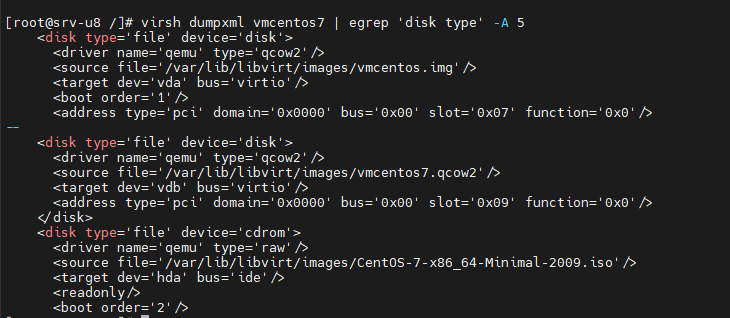 [root@srv-u8 /]# virsh dumpxml vmcentos7 | egrep 'disk type' -A 5
    <disk type='file' device='disk'>
      <driver name='qemu' type='qcow2'/>
      <source file='/var/lib/libvirt/images/vmcentos.img'/>
      <target dev='vda' bus='virtio'/>
      <boot order='1'/>
      <address type='pci' domain='0x0000' bus='0x00' slot='0x07' function='0x0'/>
--
    <disk type='file' device='disk'>
      <driver name='qemu' type='qcow2'/>
      <source file='/var/lib/libvirt/images/vmcentos7.qcow2'/>
      <target dev='vdb' bus='virtio'/>
      <address type='pci' domain='0x0000' bus='0x00' slot='0x09' function='0x0'/>
    </disk>
    <disk type='file' device='cdrom'>
      <driver name='qemu' type='raw'/>
      <source file='/var/lib/libvirt/images/CentOS-7-x86_64-Minimal-2009.iso'/>
      <target dev='hda' bus='ide'/>
      <readonly/>
      <boot order='2'/>